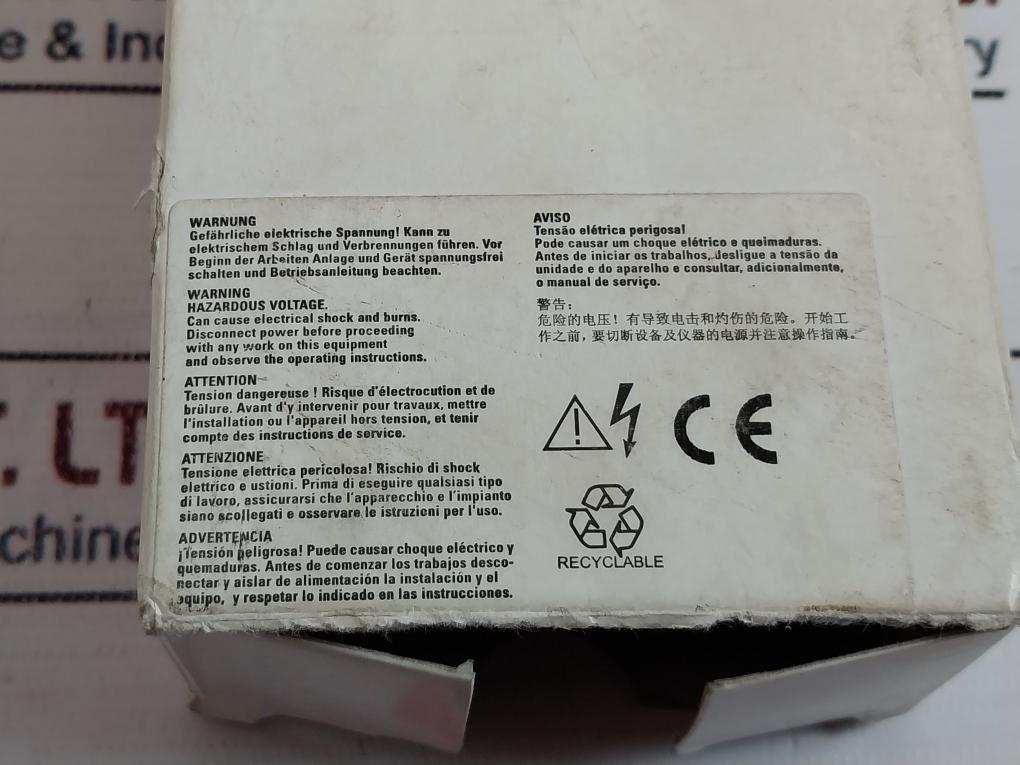 e & Ind
ry
LT
chine
WARNUNG
Gefährliche elektrische Spannung! Kann zu
elektrischem Schlag und Verbrennungen führen. Vor
Beginn der Arbeiten Anlage und Gerät spannungsfrei
schalten und Betriebsanleitung beachten.
WARNING
HAZARDOUS VOLTAGE.
Can cause electrical shock and burns.
Disconnect power before proceeding
with any work on this equipment
and observe the operating instructions.
ATTENTION
Tension dangereuse ! Risque d'électrocution et de
brûlure. Avant d'y intervenir pour travaux, mettre
l'installation ou l'appareil hors tension, et tenir
compte des instructions de service.
ATTENZIONE
Tensione elettrica pericolosa! Rischio di shock
elettrico e ustioni. Prima di eseguire qualsiasi tipo
di lavoro, assicurarsi che l'apparecchio e l'impianto
siano scollegati e osservare le istruzioni per l'uso.
ADVERTENCIA
¡Tensión peligrosa! Puede causar choque eléctrico y
quemaduras. Antes de comenzar los trabajos desco-
nectar y aislar de alimentación la instalación y el
equipo, y respetar lo indicado en las instrucciones.
AVISO
Tensão elétrica perigosa!
Pode causar um choque elétrico e queimaduras.
Antes de iniciar os trabalhos, desligue a tensão da
unidade e do aparelho e consultar, adicionalmente,
o manual de serviço.
警告:
危险的电压! 有导致电击和灼伤的危险。开始工
作之前, 要切断设备及仪器的电源并注意操作指南。
CE
RECYCLABLE